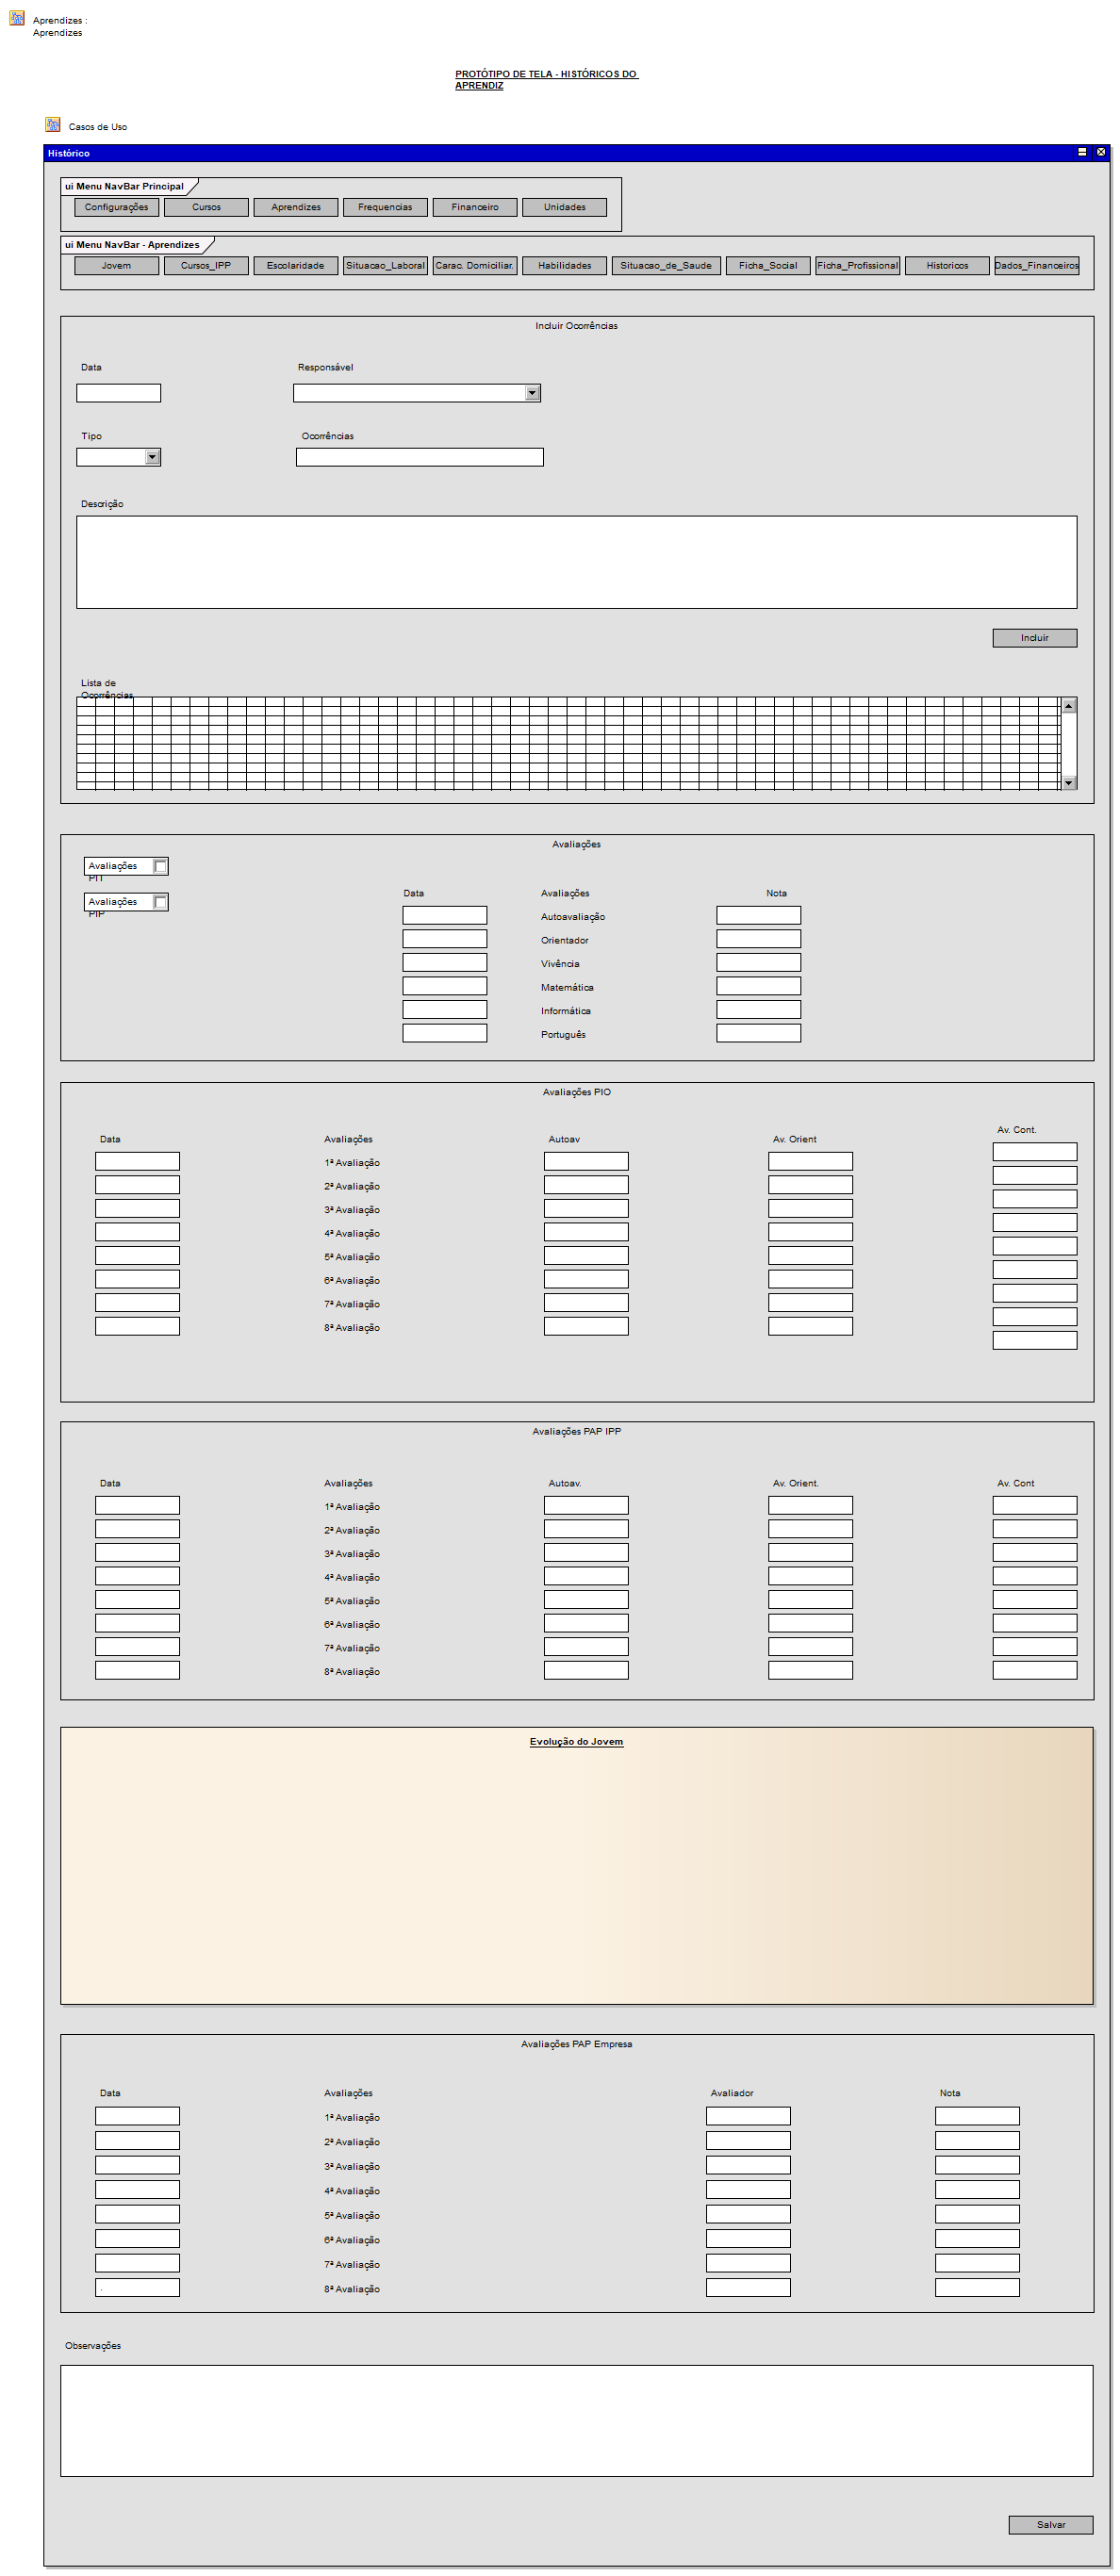 Aprendizes :
Aprendizes
PROTÓTIPO DE TELA - HISTÓRICOS DO
APRENDIZ
Casos de Uso
Histórico
ui Menu NavBar Principal
Configurações Cursos Aprendizes Frequencias Financeiro Unidades
ui Menu NavBar - Aprendizes
Jovem Cursos_IPP Escolaridade Situacao_Laboral Carac. Domiciliar. Habilidades Situacao_de_Saude Ficha_Social Ficha_Profissional Historicos Dados_Financeiros
Incluir Ocorrências
Data Responsável
Tipo Ocorrências
Descrição
Incluir
Lista de
Ocorrências
Avaliações
Avaliações
PIT
Avaliações
PIP
Data Avaliações Nota
Autoavaliação
Orientador
Vivência
Matemática
Informática
Português
Avaliações PIO
Data Avaliações Autoav Av. Orient Av. Cont.
1ª Avaliação
2ª Avaliação
3ª Avaliação
4ª Avaliação
5ª Avaliação
6ª Avaliação
7ª Avaliação
8ª Avaliação
Avaliações PAP IPP
Data Avaliações Autoav. Av. Orient. Av. Cont
1ª Avaliação
2ª Avaliação
3ª Avaliação
4ª Avaliação
5ª Avaliação
6ª Avaliação
7ª Avaliação
8ª Avaliação
Evolução do Jovem
Avaliações PAP Empresa
Data Avaliações Avaliador Nota
1ª Avaliação
2ª Avaliação
3ª Avaliação
4ª Avaliação
5ª Avaliação
6ª Avaliação
7ª Avaliação
. 8ª Avaliação
Observações
Salvar